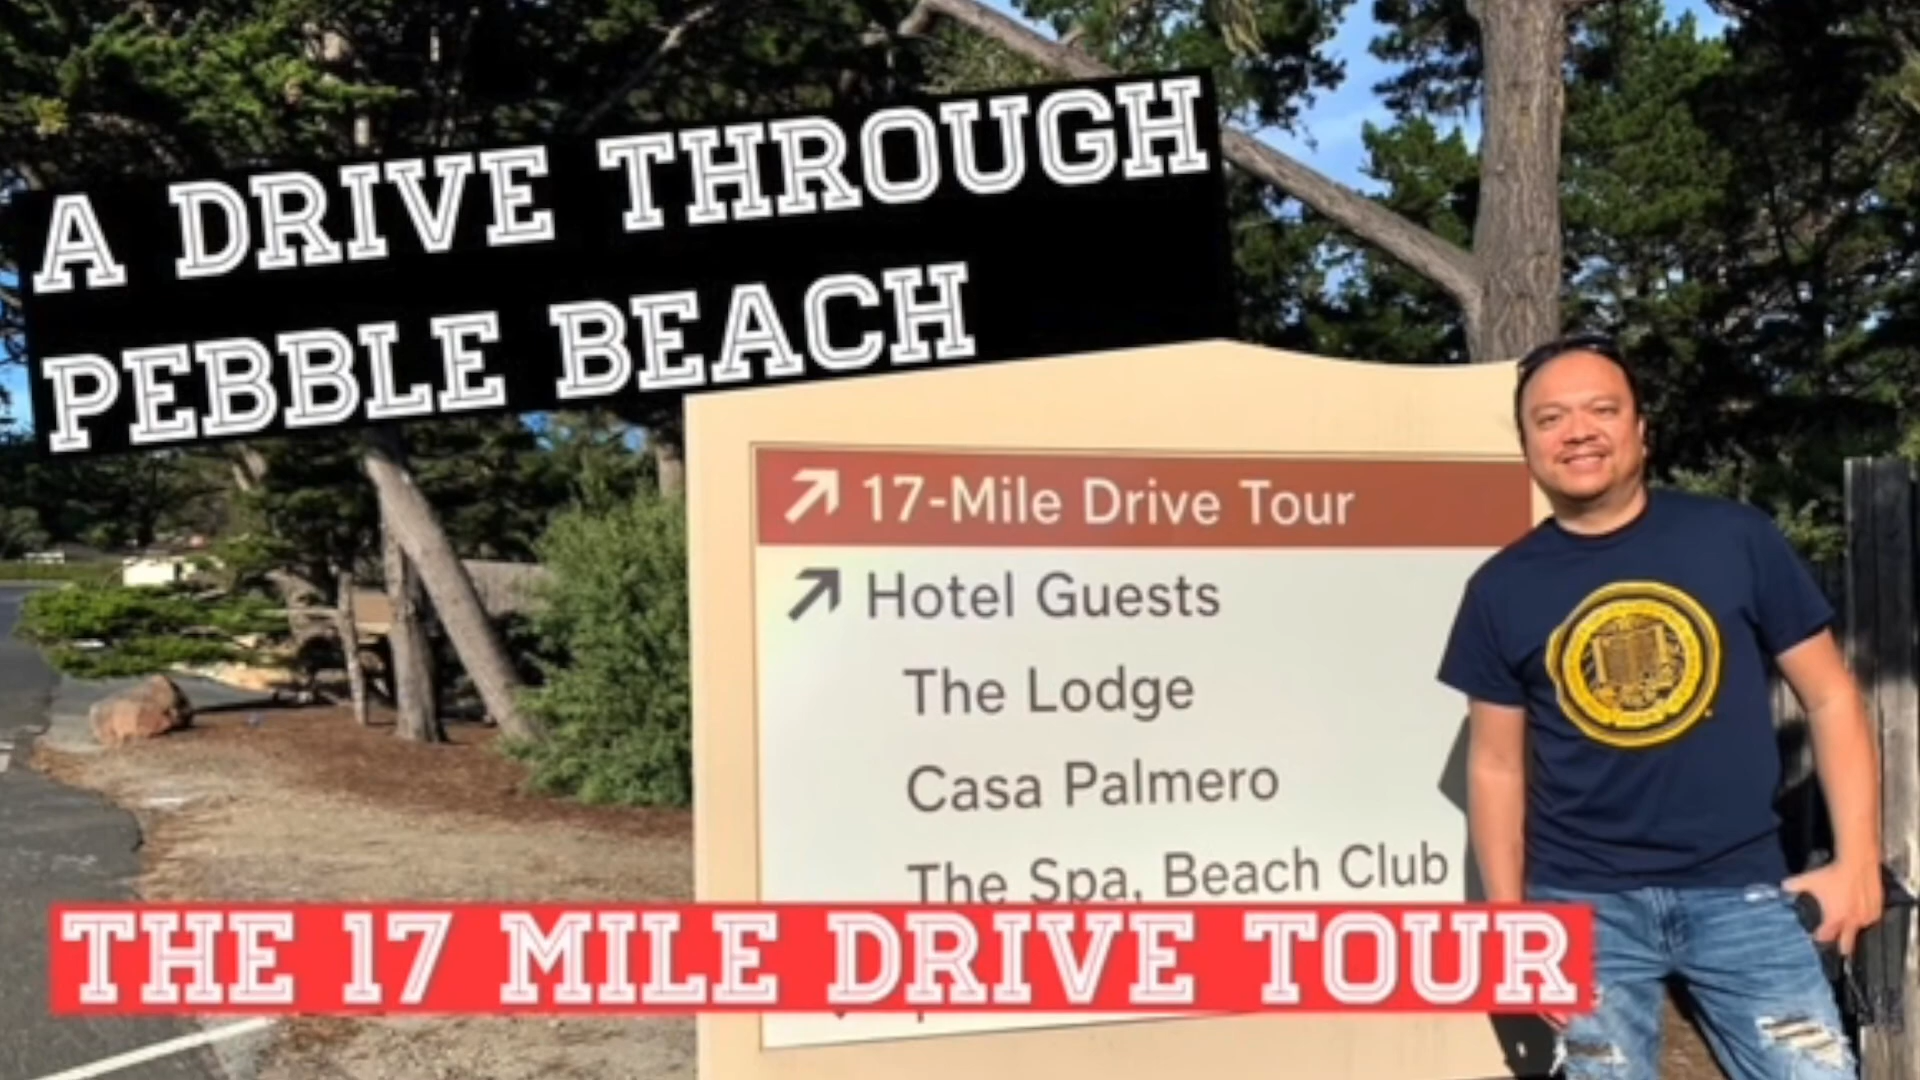 A DRIVE THROUGH
PEBBLE BEACH
17-Mile Drive Tour
Hotel Guests
The Lodge
Casa Palmero
The Spa, Beach Club
THE 17 MILE DRIVE TOUR